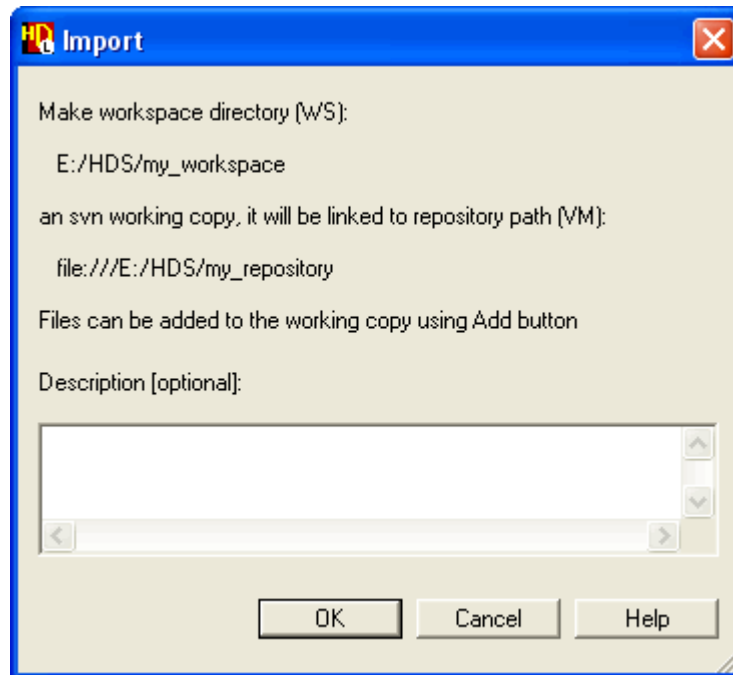 HD L Import
Make workspace directory (WS):
E:/HDS/my_workspace
an svn working copy, it will be linked to repository path (VM):
file:///E:/HDS/my_repository
Files can be added to the working copy using Add button
Description [optional]:
OK Cancel Help